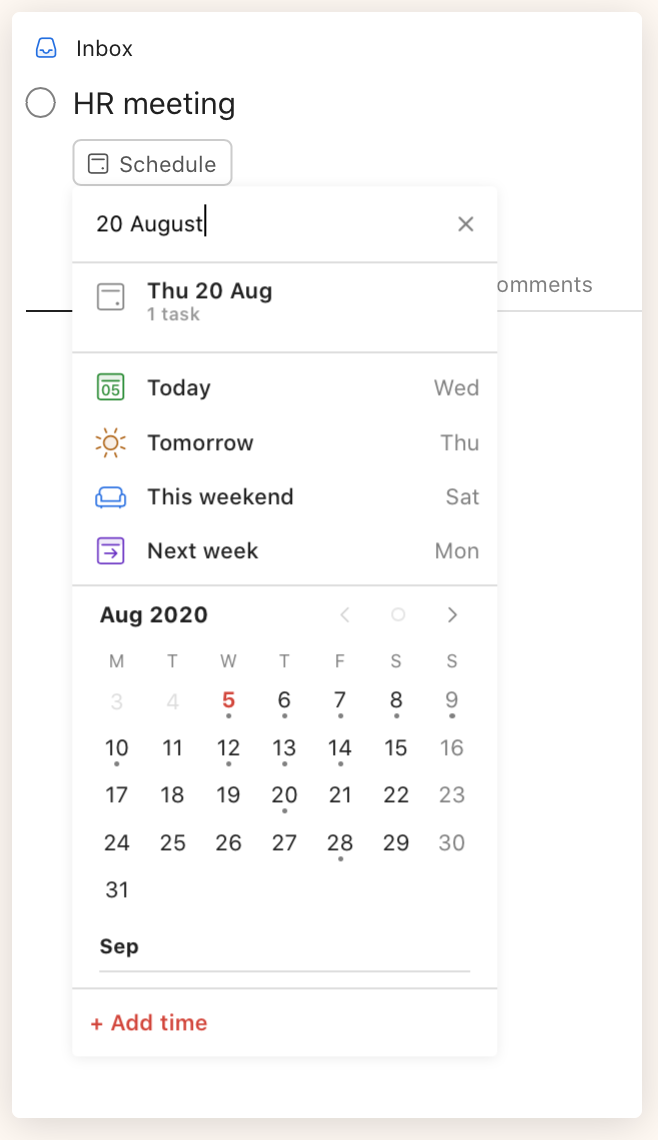 Inbox
HR meeting
Schedule
20 August
omments
Thu 20 Aug
1 task
05 Today Wed
Tomorrow Thu
This weekend Sat
Next week Mon
Aug 2020
M T W T F S S
3 4 5 6 7 8 9
10 11 12 13 14 15 16
17 18 19 20 21 22 23
24 25 26 27 28 29 30
31
Sep
+ Add time